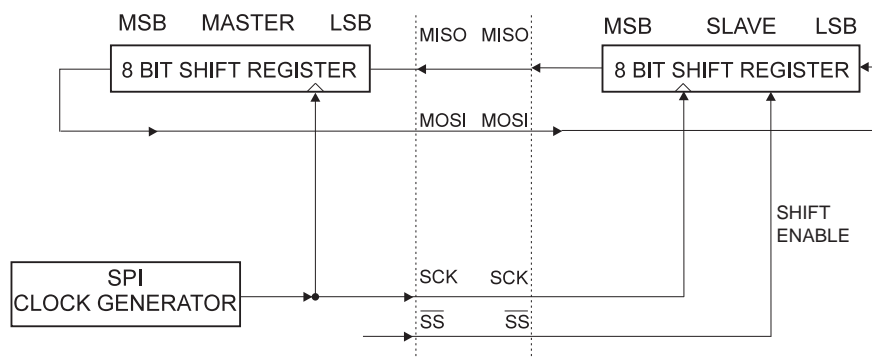 MSB MASTER LSB
MISO MISO
MSB SLAVE LSB
8 BIT SHIFT REGISTER
8 BIT SHIFT REGISTER
MOSI MOSI
SHIFT
ENABLE
SPI
CLOCK GENERATOR
SCK SCK
SS SS